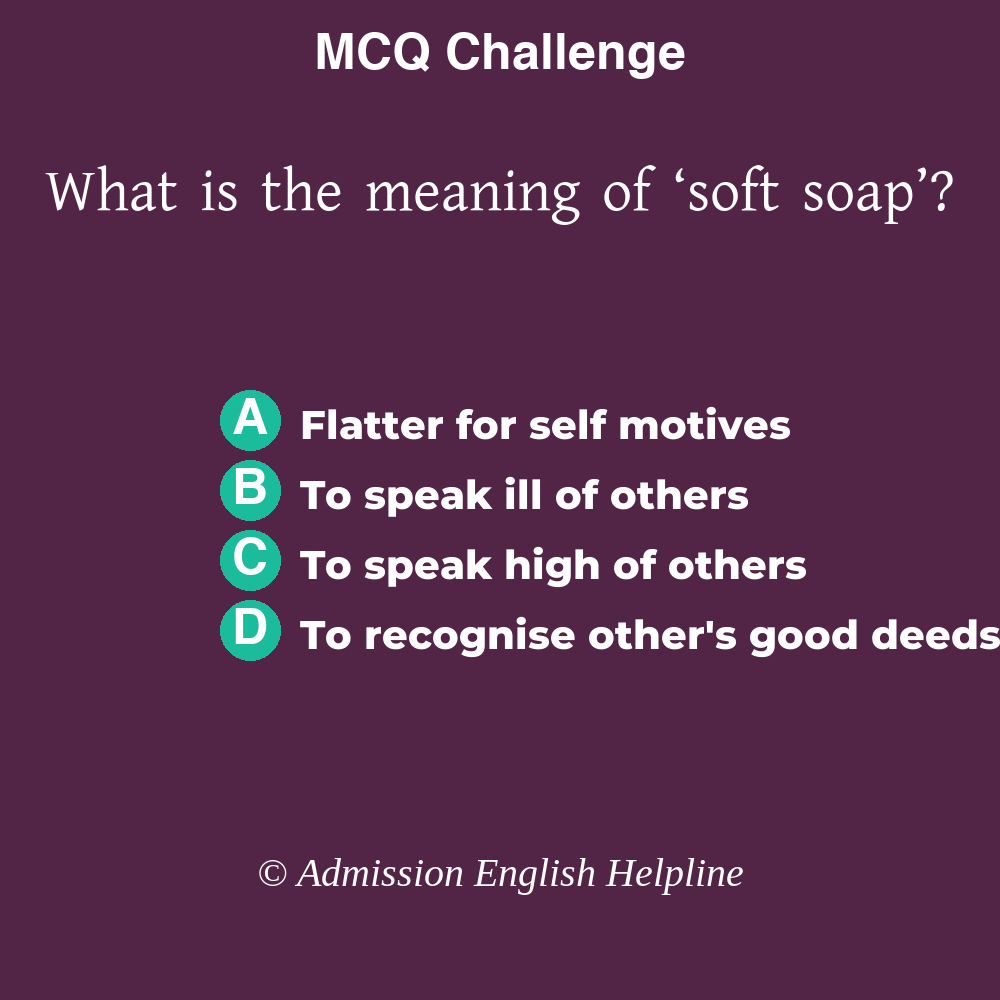 MCQ Challenge
What is the meaning of ‘soft soap’?
A Flatter for self motives
B To speak ill of others
C To speak high of others
D To recognise other's good deeds
© Admission English Helpline